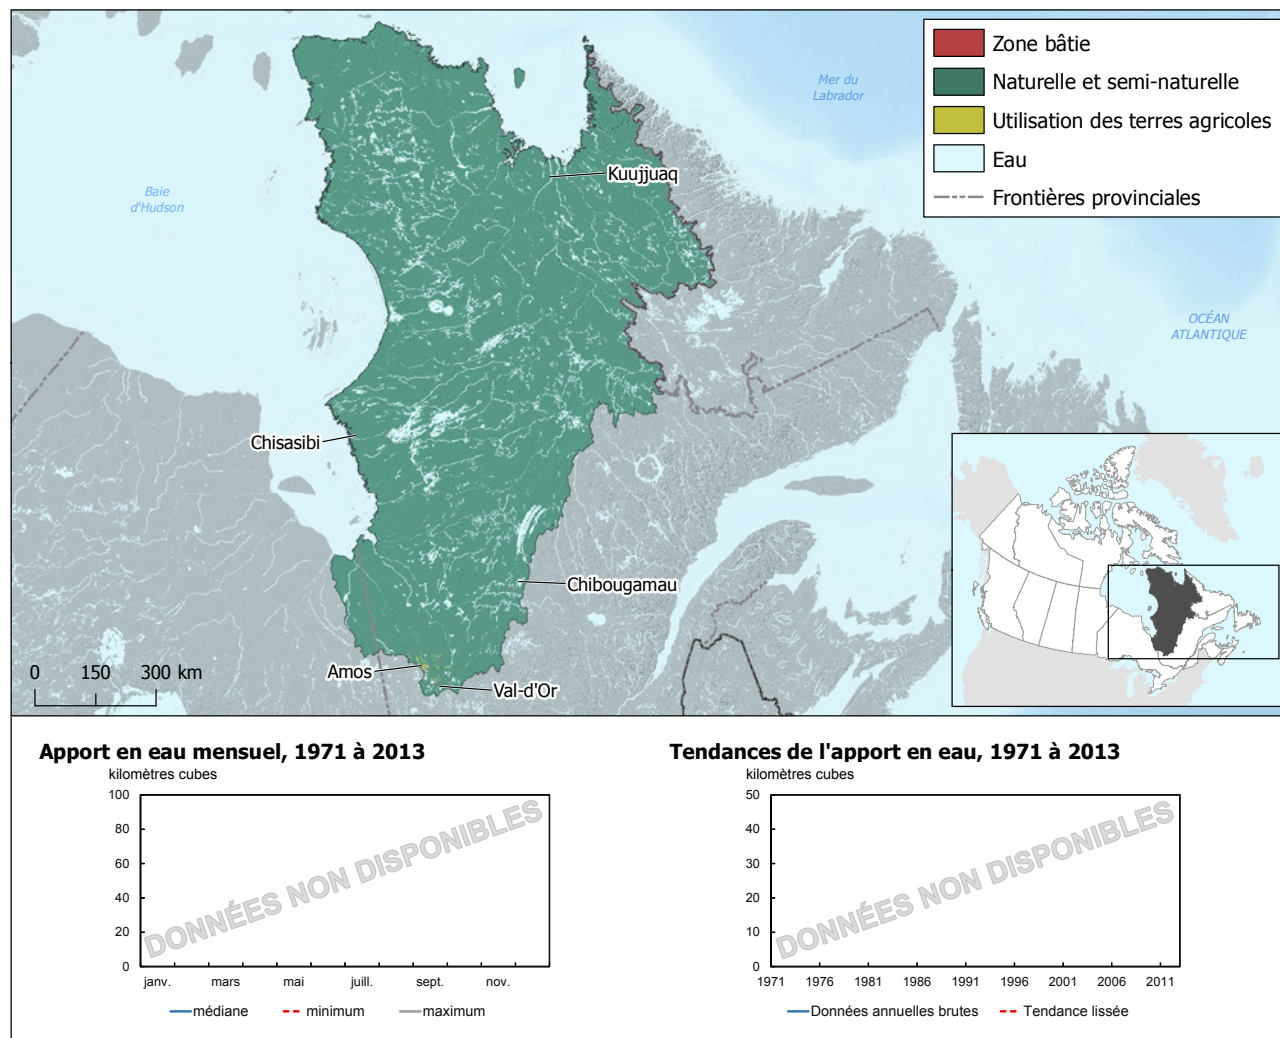 Zone bâtie
Naturelle et semi-naturelle
Utilisation des terres agricoles
Eau
Frontières provinciales
Mer du
Labrador
Kuujjuaq
Baie
d'Hudson
OCÉAN
ATLANTIQUE
Chisasibi
Chibougamau
Amos
Val-d'Or
0 150 300 km
Apport en eau mensuel, 1971 à 2013
kilomètres cubes
100
80
60
40
20
0
DONNÉES NON DISPONIBLES
janv. mars mai juill. sept. nov.
médiane minimum maximum
Tendances de l'apport en eau, 1971 à 2013
kilomètres cubes
50
40
30
20
10
0
DONNÉES NON DISPONIBLES
1971 1976 1981 1986 1991 1996 2001 2006 2011
Données annuelles brutes Tendance lissée